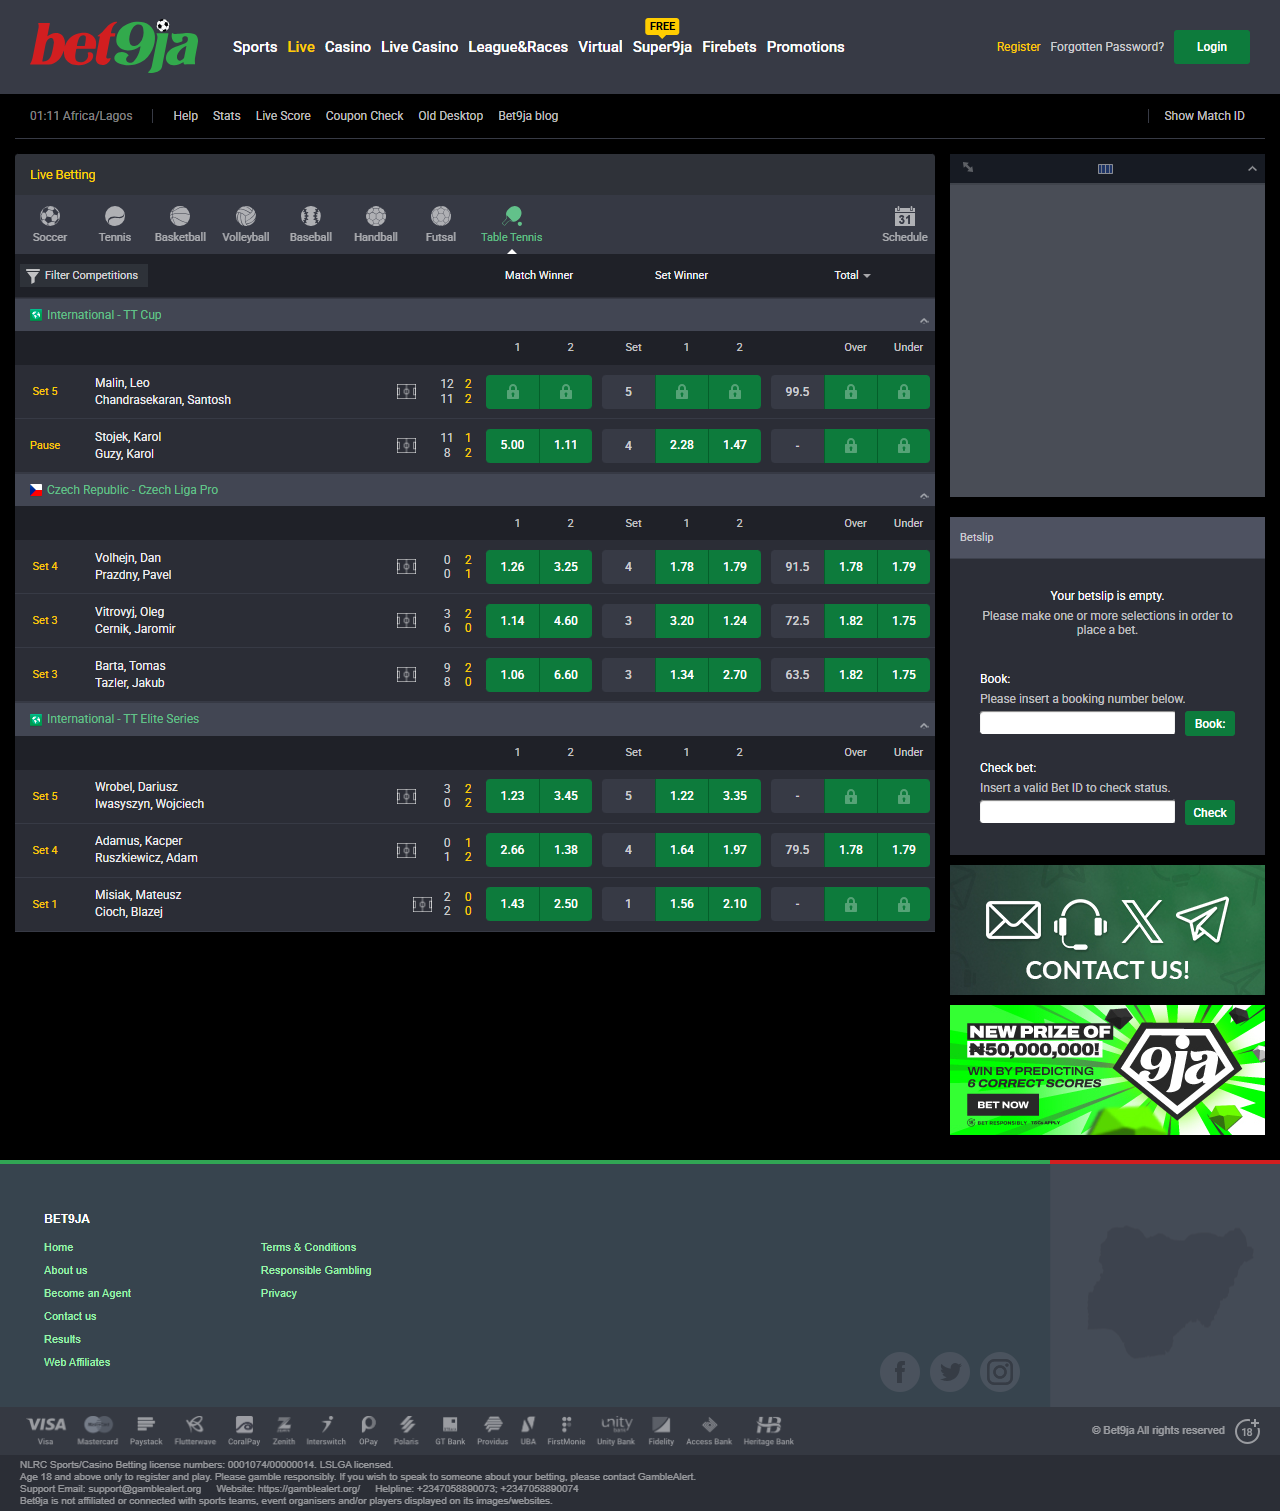 bet9ja
Sports Live Casino Live Casino League&Races Virtual Super9ja Firebets Promotions
FREE
Register Forgotten Password? Login
01:11 Africa/Lagos Help Stats Live Score Coupon Check Old Desktop Bet9ja blog Show Match ID
Live Betting
Soccer Tennis Basketball Volleyball Baseball Handball Futsal Table Tennis 31 Schedule
Filter Competitions Match Winner Set Winner Total
International - TT Cup
1 2 Set 1 2 Over Under
Set 5 Malin, Leo 12 2 5 99.5
Chandrasekaran, Santosh 11 2
Pause Stojek, Karol 11 1 5.00 1.11 4 2.28 1.47 -
Guzy, Karol 8 2
Czech Republic - Czech Liga Pro
1 2 Set 1 2 Over Under
Set 4 Volhejn, Dan 0 2 1.26 3.25 4 1.78 1.79 91.5 1.78 1.79
Prazdny, Pavel 0 1
Set 3 Vitrovyj, Oleg 3 2 1.14 4.60 3 3.20 1.24 72.5 1.82 1.75
Cernik, Jaromir 6 0
Set 3 Barta, Tomas 9 2 1.06 6.60 3 1.34 2.70 63.5 1.82 1.75
Tazler, Jakub 8 0
International - TT Elite Series
1 2 Set 1 2 Over Under
Set 5 Wrobel, Dariusz 3 2 1.23 3.45 5 1.22 3.35 -
Iwasyszyn, Wojciech 0 2
Set 4 Adamus, Kacper 0 1 2.66 1.38 4 1.64 1.97 79.5 1.78 1.79
Ruszkiewicz, Adam 1 2
Set 1 Misiak, Mateusz 2 0 1.43 2.50 1 1.56 2.10 -
Cioch, Blazej 2 0
Betslip
Your betslip is empty.
Please make one or more selections in order to
place a bet.
Book:
Please insert a booking number below.
Book:
Check bet:
Insert a valid Bet ID to check status.
Check
CONTACT US!
NEW PRIZE OF
₦50,000,000!
WIN BY PREDICTING
6 CORRECT SCORES
BET NOW
BET RESPONSIBLY. T&CS APPLY
9ja
BET9JA
Home Terms & Conditions
About us Responsible Gambling
Become an Agent Privacy
Contact us
Results
Web Affiliates
VISA unity HB
Visa Mastercard Paystack Flutterwave CoralPay Zenith Interswitch OPay Polaris GT Bank Providus UBA FirstMonie Unity Bank Fidelity Access Bank Heritage Bank
© Bet9ja All rights reserved 18+
NLRC Sports/Casino Betting license numbers: 0001074/00000014. LSLGA licensed.
Age 18 and above only to register and play. Please gamble responsibly. If you wish to speak to someone about your betting, please contact GambleAlert.
Support Email: support@gamblealert.org Website: https://gamblealert.org/ Helpline: +2347058890073; +2347058890074
Bet9ja is not affiliated or connected with sports teams, event organisers and/or players displayed on its images/websites.